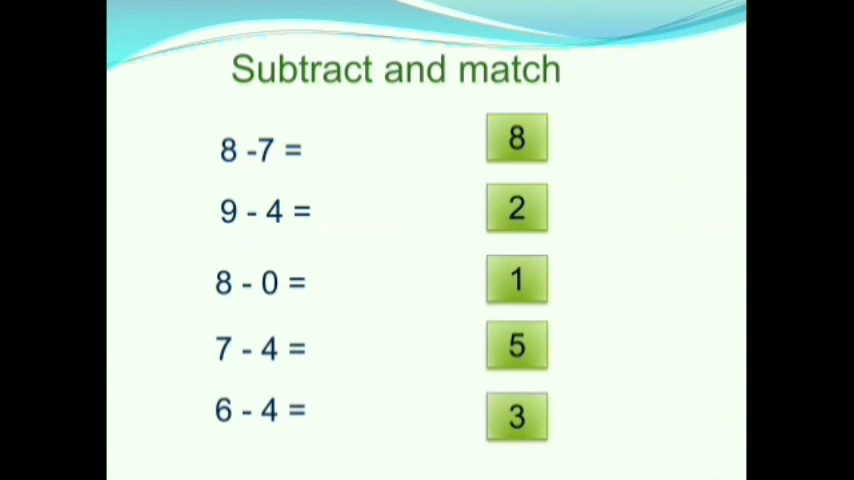 Subtract and match
8 -7 = 8
9 - 4 = 2
8 - 0 = 1
7 - 4 = 5
6 - 4 = 3